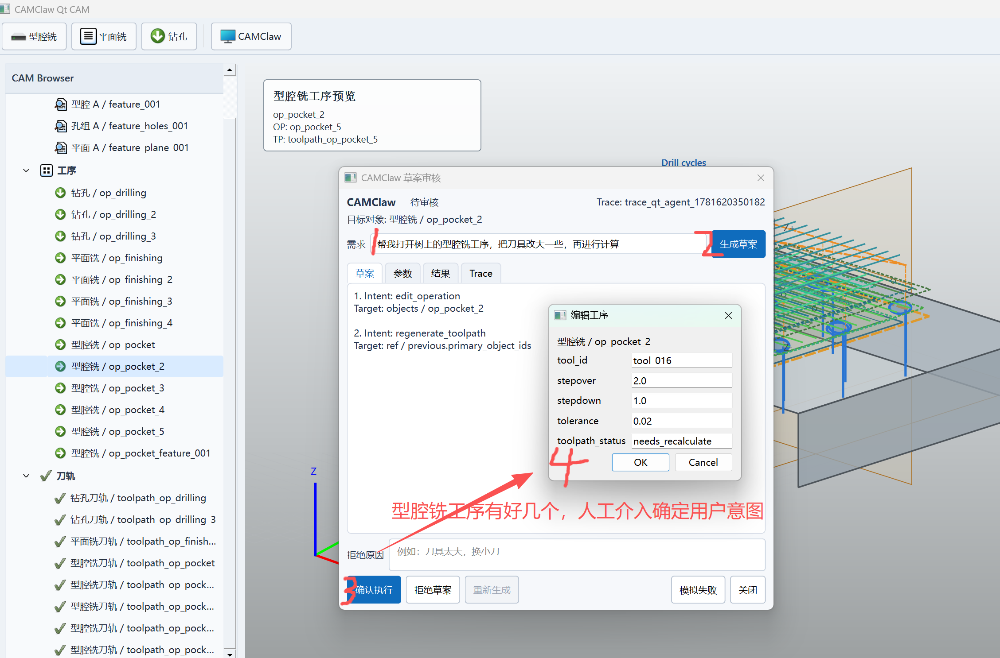 CAMClaw Qt CAM
型腔铣
平面铣
钻孔
CAMClaw
CAM Browser
型腔 A / feature_001
孔组 A / feature_holes_001
平面 A / feature_plane_001
工序
钻孔 / op_drilling
钻孔 / op_drilling_2
钻孔 / op_drilling_3
平面铣 / op_finishing
平面铣 / op_finishing_2
平面铣 / op_finishing_3
平面铣 / op_finishing_4
型腔铣 / op_pocket
型腔铣 / op_pocket_2
型腔铣 / op_pocket_3
型腔铣 / op_pocket_4
型腔铣 / op_pocket_5
型腔铣 / op_pocket_feature_001
刀轨
钻孔刀轨 / toolpath_op_drilling
钻孔刀轨 / toolpath_op_drilling_3
平面铣刀轨 / toolpath_op_finish...
型腔铣刀轨 / toolpath_op_pocket
型腔铣刀轨 / toolpath_op_pock...
型腔铣刀轨 / toolpath_op_pock...
型腔铣刀轨 / toolpath_op_pock...
型腔铣刀轨 / toolpath_op_pock...
型腔铣工序预览
op_pocket_2
OP: op_pocket_5
TP: toolpath_op_pocket_5
Drill cycles
Z+
Z-
Z
CAMClaw 草案审核
CAMClaw 待审核
Trace: trace_qt_agent_1781620350182
目标对象: 型腔铣 / op_pocket_2
需求
1
帮我打开树上的型腔铣工序，把刀具改大一些，再进行计算
2
生成草案
草案
参数
结果
Trace
1. Intent: edit_operation
Target: objects / op_pocket_2
2. Intent: regenerate_toolpath
Target: ref / previous.primary_object_ids
编辑工序
型腔铣 / op_pocket_2
tool_id tool_016
stepover 2.0
stepdown 1.0
tolerance 0.02
toolpath_status needs_recalculate
4
OK
Cancel
型腔铣工序有好几个，人工介入确定用户意图
拒绝原因
例如：刀具太大，换小刀
3
确认执行
拒绝草案
重新生成
模拟失败
关闭